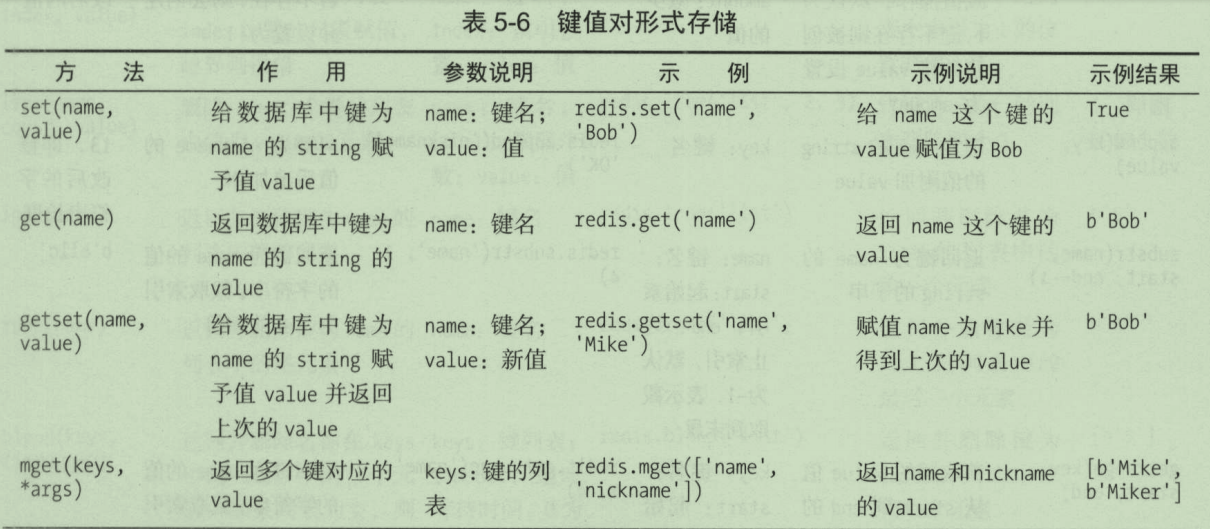 表 5-6 键值对形式存储
方 法 作 用 参数说明 示 例 示例说明 示例结果
set(name, 给数据库中键为 name: 键名; redis.set('name', 给 name 这个键的 True
value) name 的 string 赋 value: 值 'Bob') value 赋值为 Bob
予值 value
get(name) 返回数据库中键为 name: 键名 redis.get('name') 返回 name 这个键的 b'Bob'
name 的 string 的 value
value
getset(name, 给数据库中键为 name: 键名; redis.getset('name', 赋值 name 为 Mike 并 b'Bob'
value) name 的 string 赋 value: 新值 'Mike') 得到上次的 value
予值 value 并返回
上次的 value
mget(keys, 返回多个键对应的 keys: 键的列 redis.mget(['name', 返回 name 和 nickname [b'Mike',
*args) value 表 'nickname']) 的 value b'Miker']